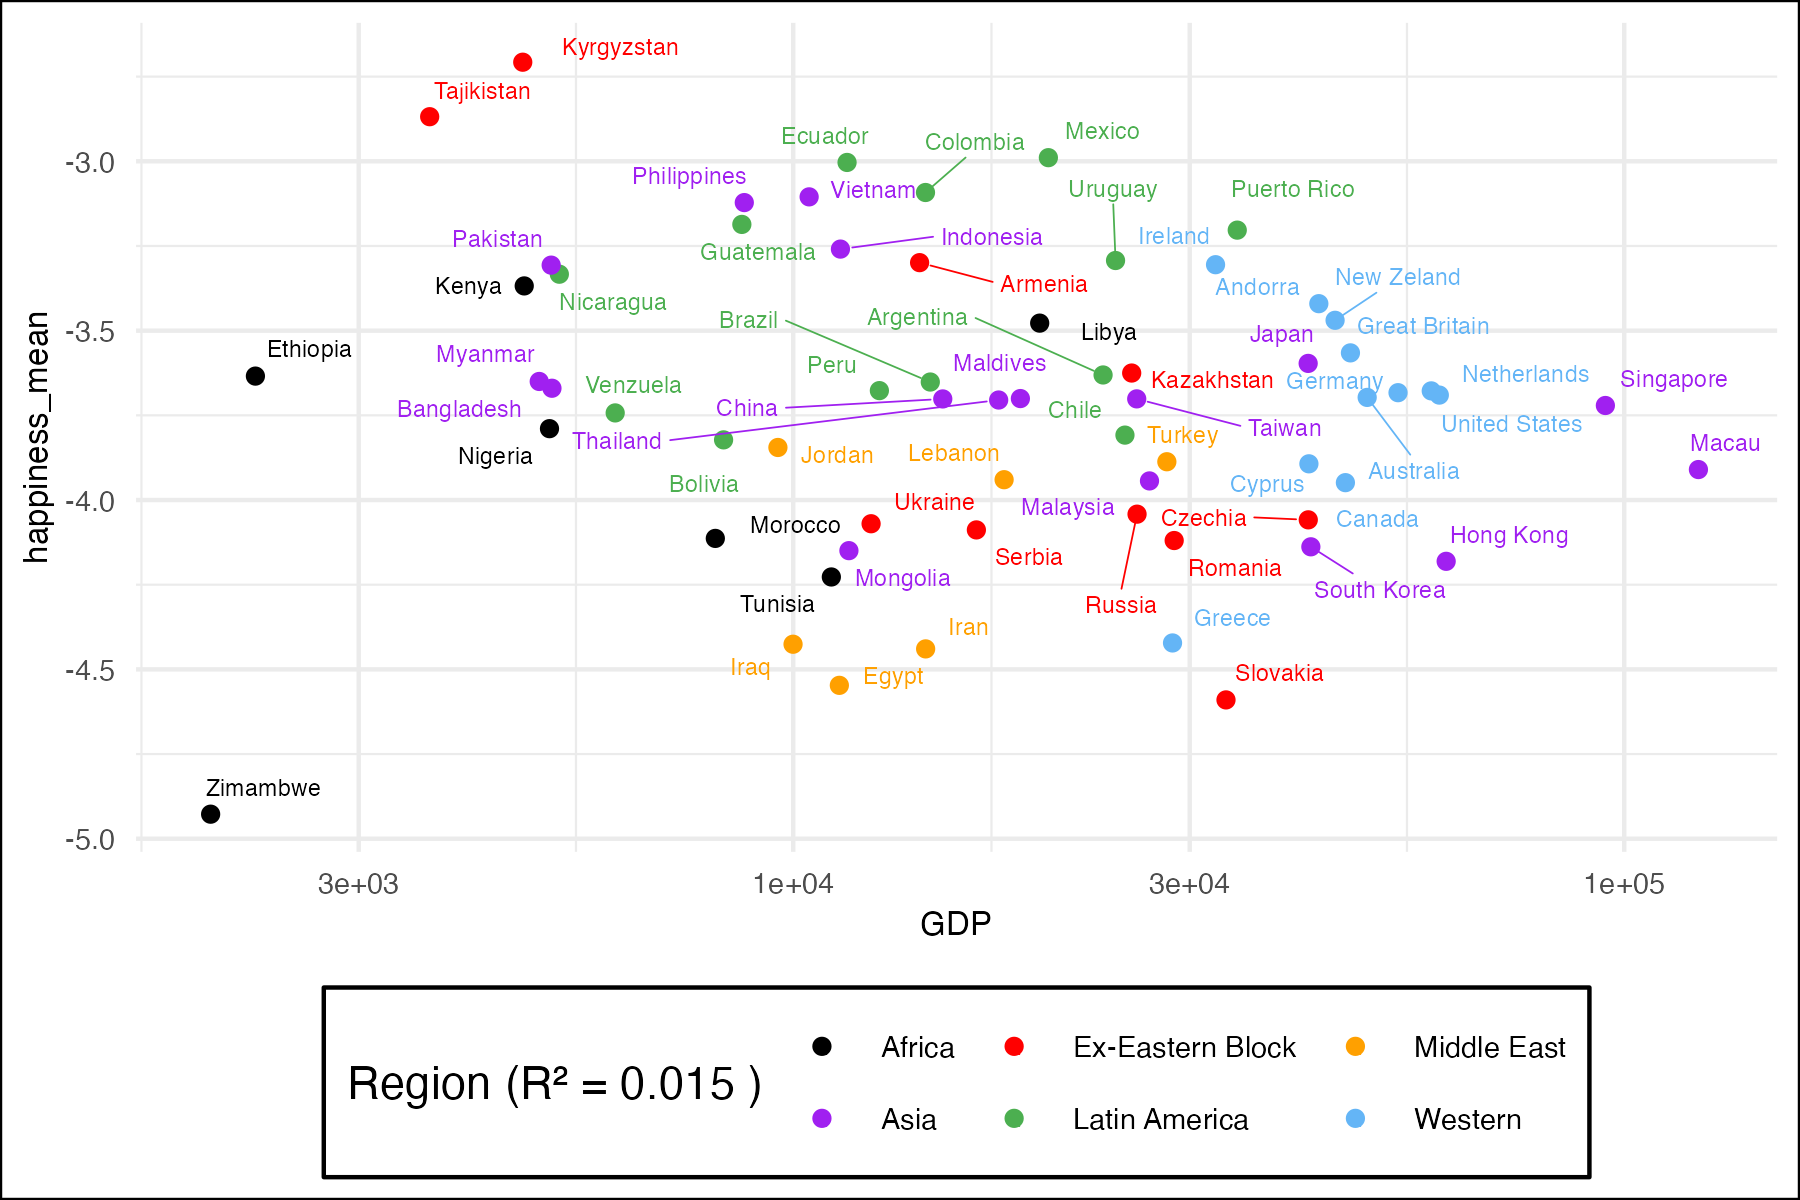 Kyrgyzstan
Tajikistan
Ecuador
Colombia
Mexico
-3.0
Philippines
Vietnam
Uruguay
Puerto Rico
Pakistan
Guatemala
Indonesia
Ireland
Kenya
Nicaragua
Armenia
Andorra
New Zeland
Brazil
Argentina
-3.5
Libya
Japan
Great Britain
Ethiopia
Myanmar
Venzuela
Peru
Maldives
Kazakhstan
Germany
Netherlands
Singapore
Bangladesh
China
Chile
United States
Nigeria
Thailand
Taiwan
Turkey
Macau
Jordan
Lebanon
Australia
Bolivia
Cyprus
-4.0
Ukraine
Malaysia
Czechia
Canada
Morocco
Hong Kong
Serbia
Mongolia
Romania
South Korea
Tunisia
Russia
Greece
Iran
Iraq
Egypt
-4.5
Slovakia
Zimambwe
-5.0
happiness_mean
3e+03 1e+04 3e+04 1e+05
GDP
Region (R² = 0.015 )
Africa
Ex-Eastern Block
Middle East
Asia
Latin America
Western